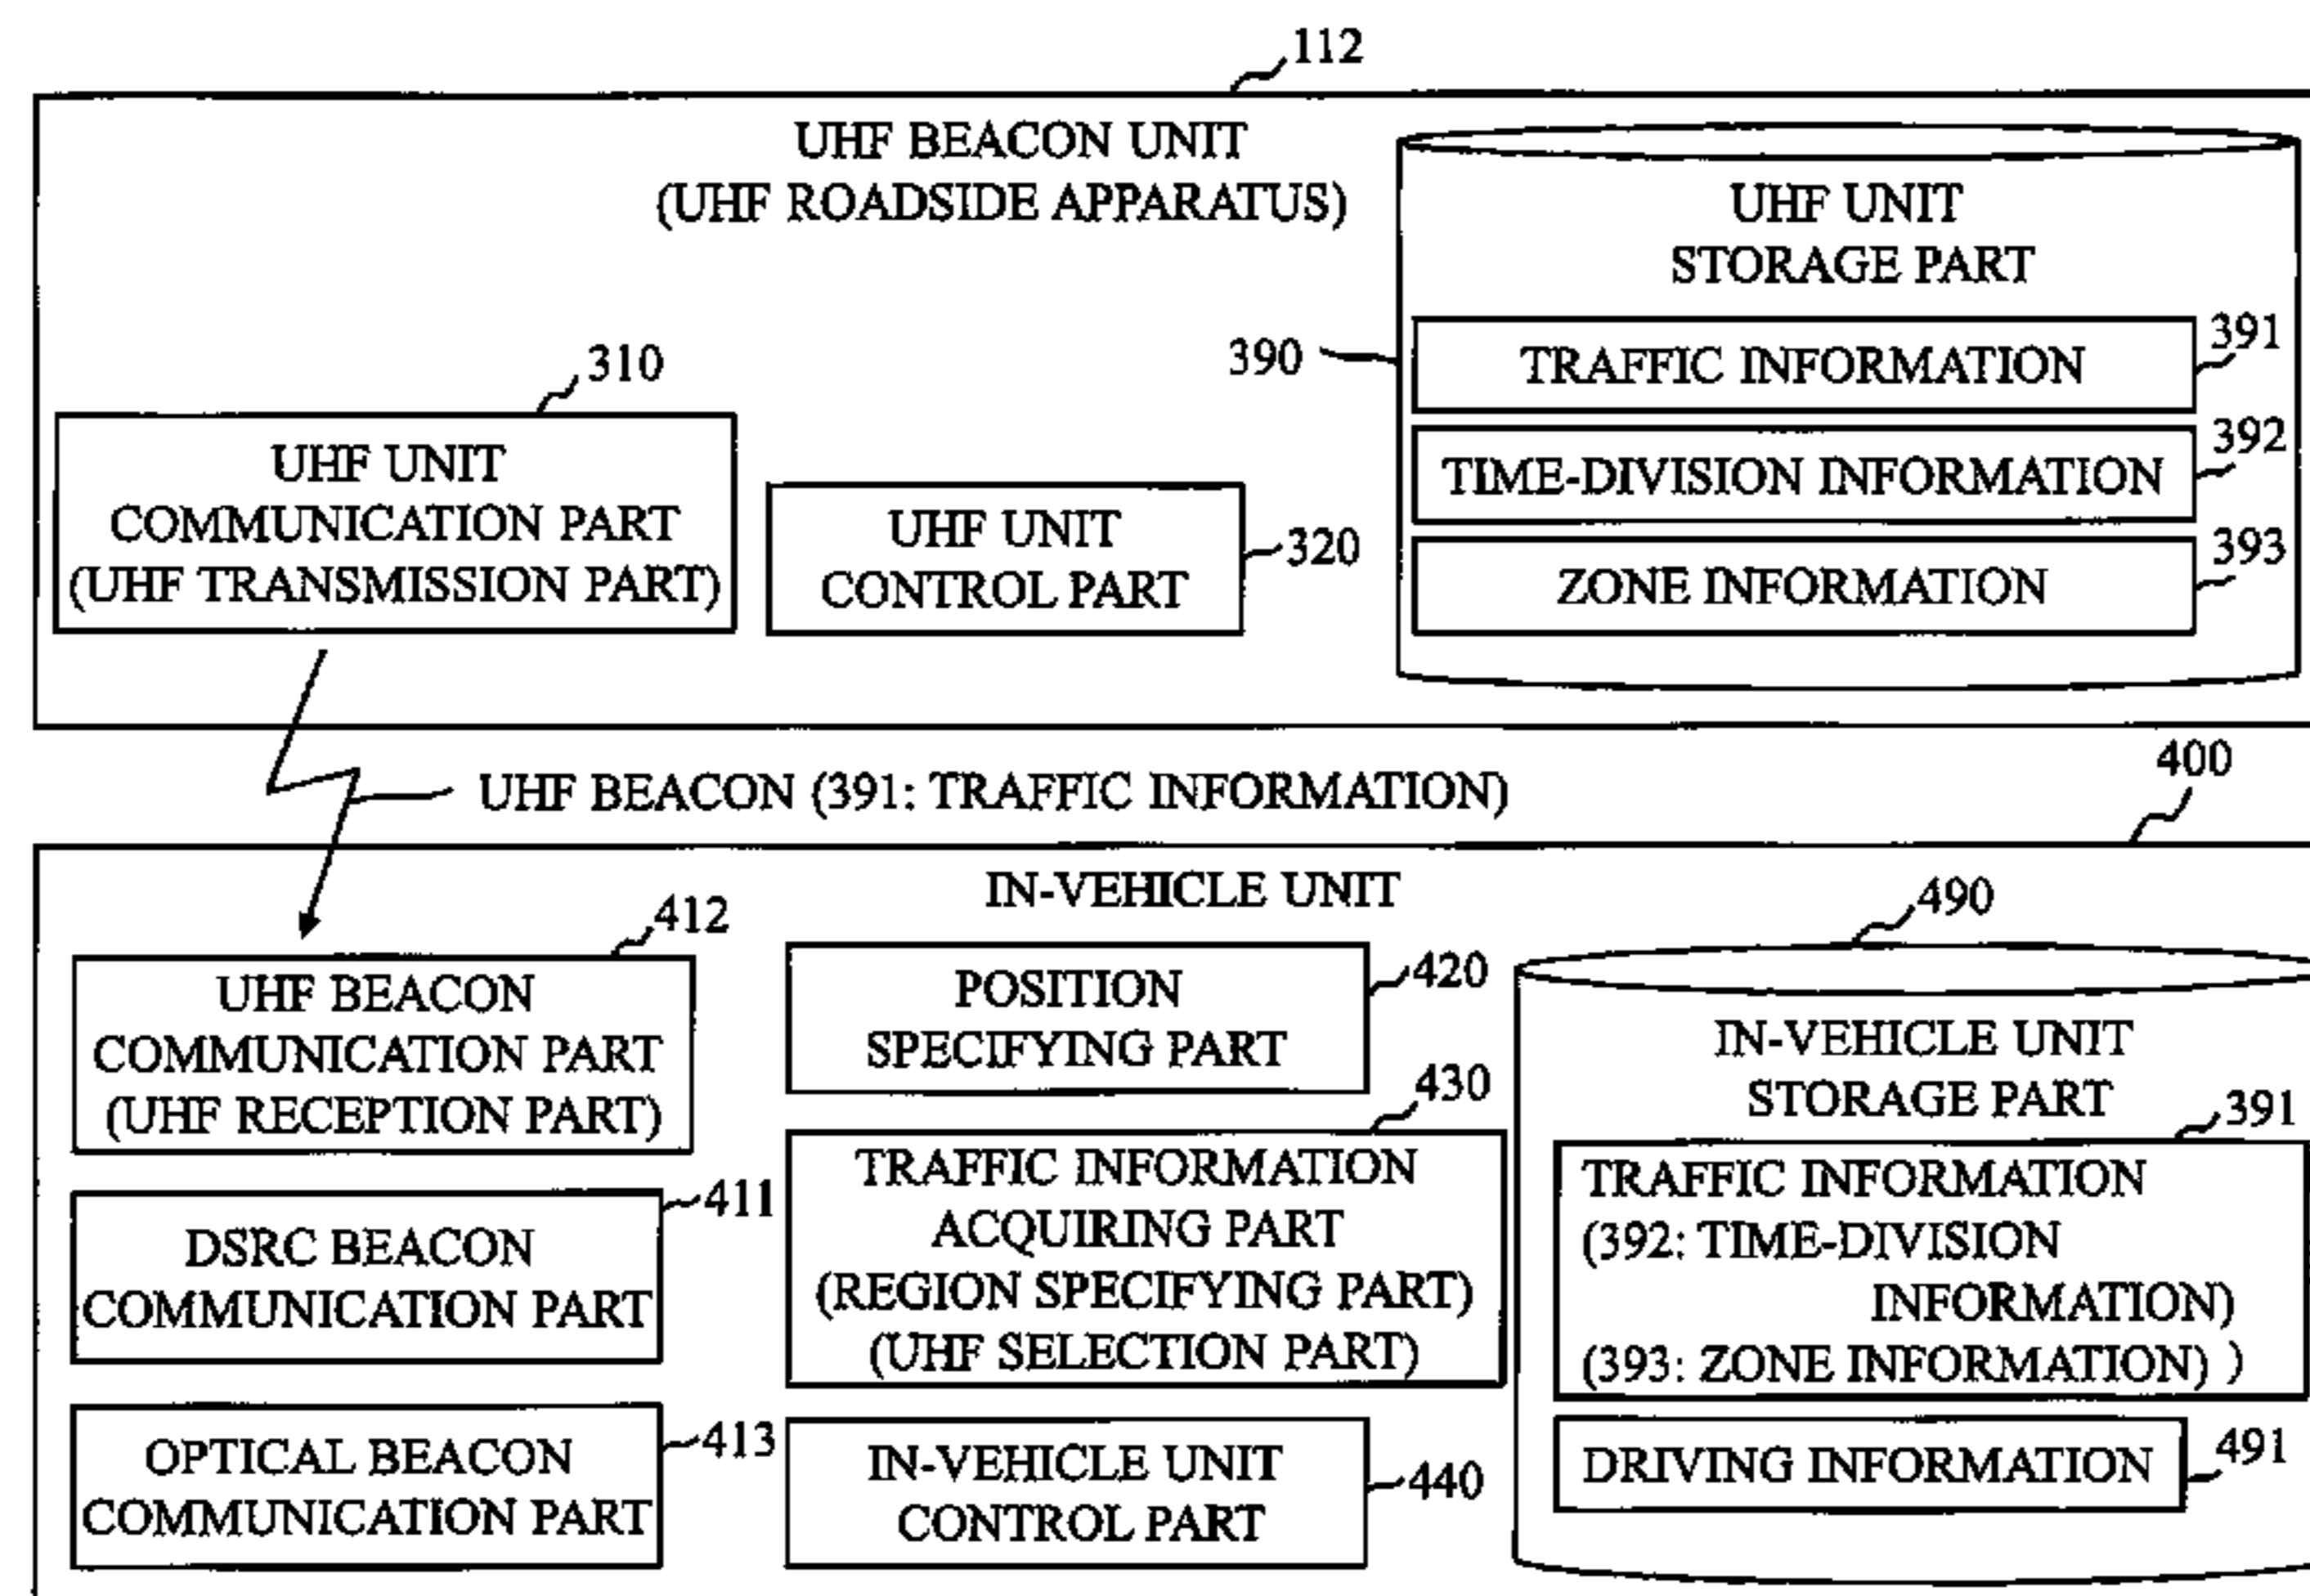 112
UHF BEACON UNIT
(UHF ROADSIDE APPARATUS)
UHF UNIT
STORAGE PART
390
TRAFFIC INFORMATION
391
TIME-DIVISION INFORMATION
392
ZONE INFORMATION
393
310
UHF UNIT
COMMUNICATION PART
(UHF TRANSMISSION PART)
UHF UNIT
CONTROL PART
320
UHF BEACON (391: TRAFFIC INFORMATION)
400
IN-VEHICLE UNIT
412
UHF BEACON
COMMUNICATION PART
(UHF RECEPTION PART)
DSRC BEACON
COMMUNICATION PART
411
OPTICAL BEACON
COMMUNICATION PART
413
POSITION
SPECIFYING PART
420
430
TRAFFIC INFORMATION
ACQUIRING PART
(REGION SPECIFYING PART)
(UHF SELECTION PART)
IN-VEHICLE UNIT
CONTROL PART
440
490
IN-VEHICLE UNIT
STORAGE PART
391
TRAFFIC INFORMATION
(392: TIME-DIVISION
INFORMATION)
(393: ZONE INFORMATION) )
DRIVING INFORMATION
491